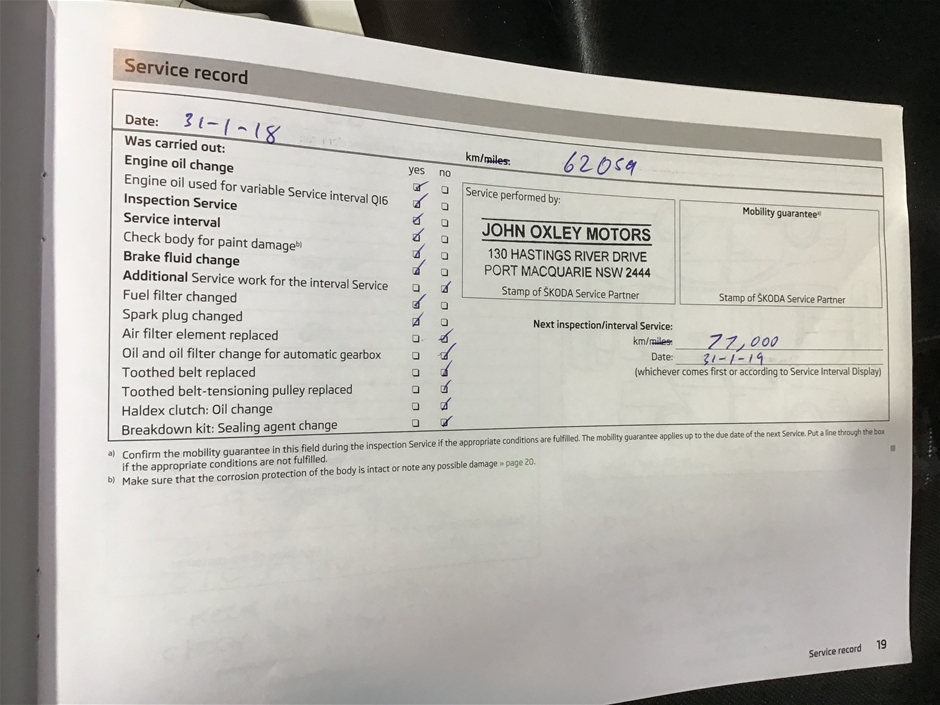 Service record
Date: 31-1-18
km/miles: 62059
Was carried out:
yes no
Engine oil change
Engine oil used for variable Service interval QI6
Inspection Service
Service interval
Check body for paint damage b)
Brake fluid change
Additional Service work for the interval Service
Fuel filter changed
Spark plug changed
Air filter element replaced
Oil and oil filter change for automatic gearbox
Toothed belt replaced
Toothed belt-tensioning pulley replaced
Haldex clutch: Oil change
Breakdown kit: Sealing agent change
Service performed by:
JOHN OXLEY MOTORS
130 HASTINGS RIVER DRIVE
PORT MACQUARIE NSW 2444
Stamp of ŠKODA Service Partner
Mobility guarantee a)
Stamp of ŠKODA Service Partner
Next inspection/interval Service:
km/miles: 77,000
Date: 31-1-19
(whichever comes first or according to Service Interval Display)
a) Confirm the mobility guarantee in this field during the inspection Service if the appropriate conditions are fulfilled. The mobility guarantee applies up to the due date of the next Service. Put a line through the box
if the appropriate conditions are not fulfilled.
b) Make sure that the corrosion protection of the body is intact or note any possible damage » page 20.
Service record 19